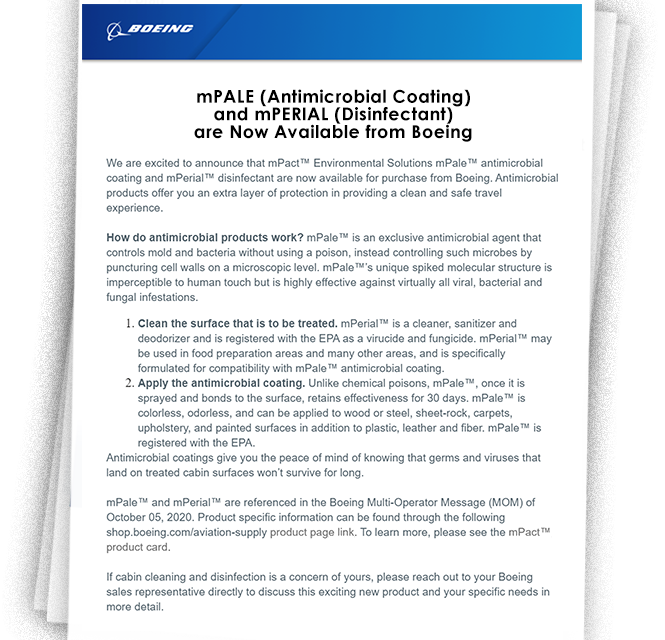 BOEING
mPALE (Antimicrobial Coating)
and mPERIAL (Disinfectant)
are Now Available from Boeing
We are excited to announce that mPact™ Environmental Solutions mPale™ antimicrobial
coating and mPerial™ disinfectant are now available for purchase from Boeing. Antimicrobial
products offer you an extra layer of protection in providing a clean and safe travel
experience.
How do antimicrobial products work? mPale™ is an exclusive antimicrobial agent that
controls mold and bacteria without using a poison, instead controlling such microbes by
puncturing cell walls on a microscopic level. mPale™´s unique spiked molecular structure is
imperceptible to human touch but is highly effective against virtually all viral, bacterial and
fungal infestations.
1. Clean the surface that is to be treated. mPerial™ is a cleaner, sanitizer and
deodorizer and is registered with the EPA as a virucide and fungicide. mPerial™ may
be used in food preparation areas and many other areas, and is specifically
formulated for compatibility with mPale™ antimicrobial coating.
2. Apply the antimicrobial coating. Unlike chemical poisons, mPale™, once it is
sprayed and bonds to the surface, retains effectiveness for 30 days. mPale™ is
colorless, odorless, and can be applied to wood or steel, sheet-rock, carpets,
upholstery, and painted surfaces in addition to plastic, leather and fiber. mPale™ is
registered with the EPA.
Antimicrobial coatings give you the peace of mind of knowing that germs and viruses that
land on treated cabin surfaces won´t survive for long.
mPale™ and mPerial™ are referenced in the Boeing Multi-Operator Message (MOM) of
October 05, 2020. Product specific information can be found through the following
shop.boeing.com/aviation-supply product page link. To learn more, please see the mPact™
product card.
If cabin cleaning and disinfection is a concern of yours, please reach out to your Boeing
sales representative directly to discuss this exciting new product and your specific needs in
more detail.